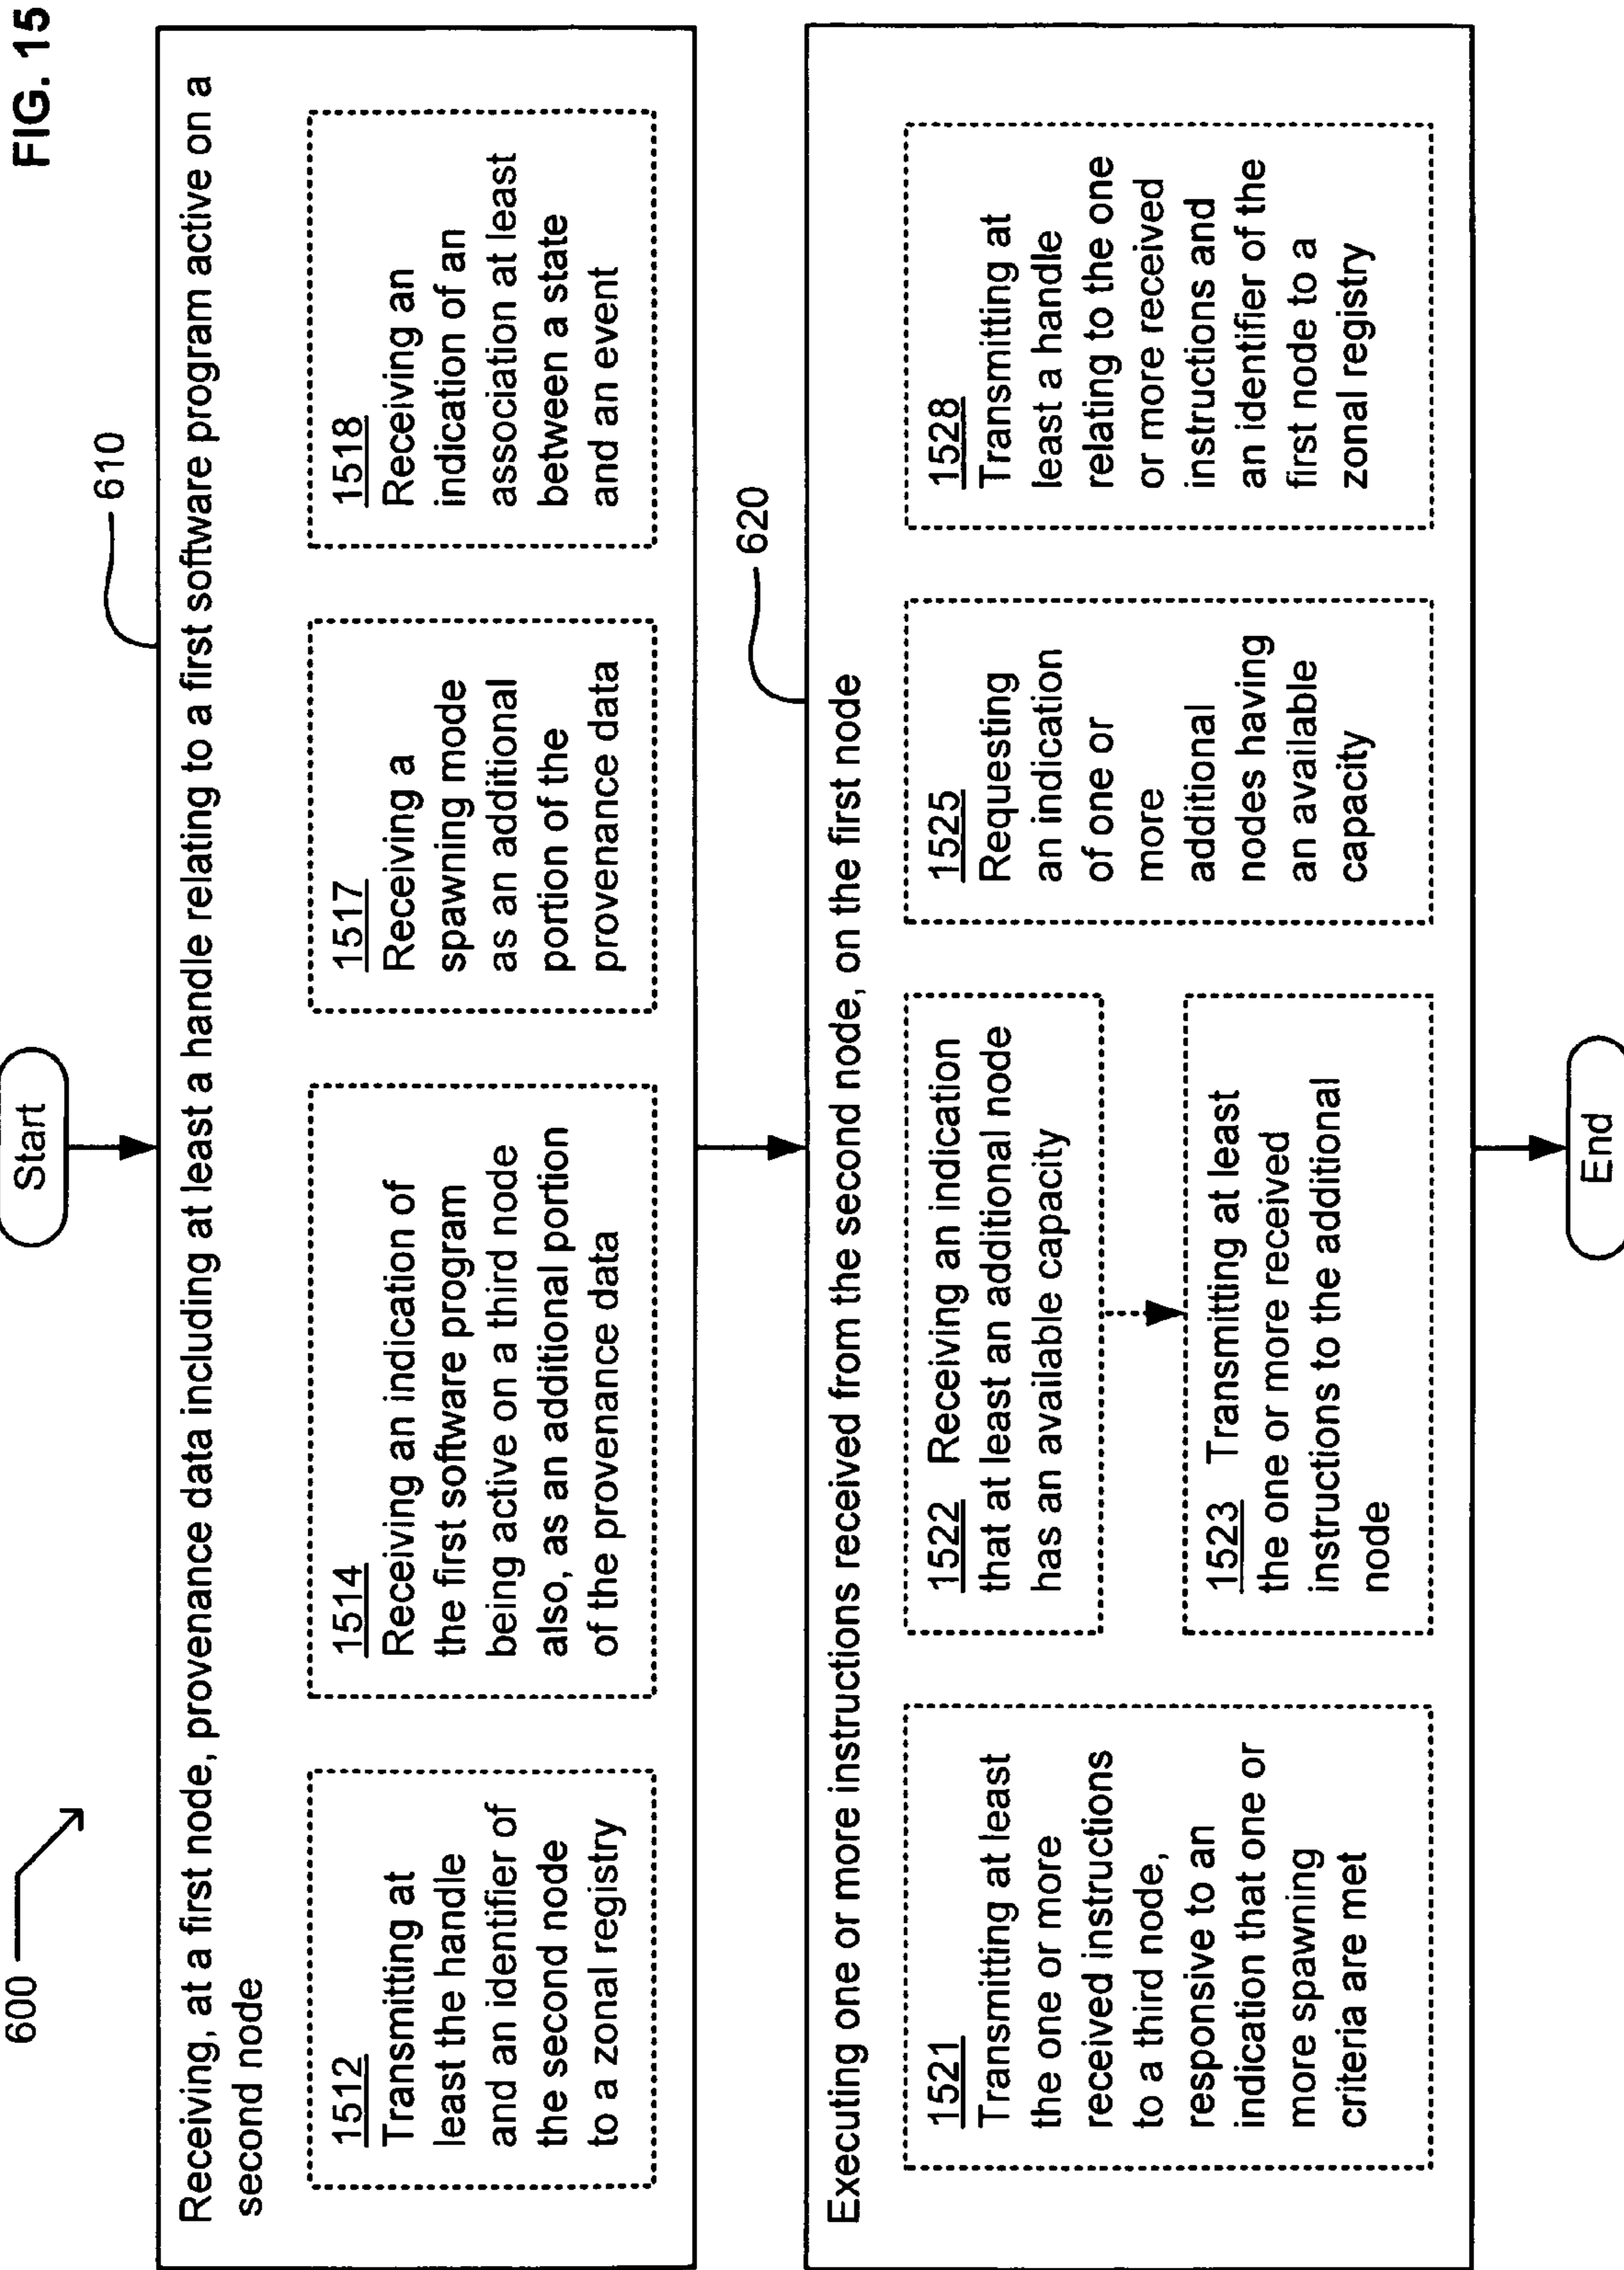 FIG. 15
600
Start
610
Receiving, at a first node, provenance data including at least a handle relating to a first software program active on a
second node
1512
Transmitting at
least the handle
and an identifier of
the second node
to a zonal registry
1514
Receiving an indication of
the first software program
being active on a third node
also, as an additional portion
of the provenance data
1517
Receiving a
spawning mode
as an additional
portion of the
provenance data
1518
Receiving an
indication of an
association at least
between a state
and an event
620
Executing one or more instructions received from the second node, on the first node
1521
Transmitting at least
the one or more
received instructions
to a third node,
responsive to an
indication that one or
more spawning
criteria are met
1522 Receiving an indication
that at least an additional node
has an available capacity
1523 Transmitting at least
the one or more received
instructions to the additional
node
1525
Requesting
an indication
of one or
more
additional
nodes having
an available
capacity
1528
Transmitting at
least a handle
relating to the one
or more received
instructions and
an identifier of the
first node to a
zonal registry
End